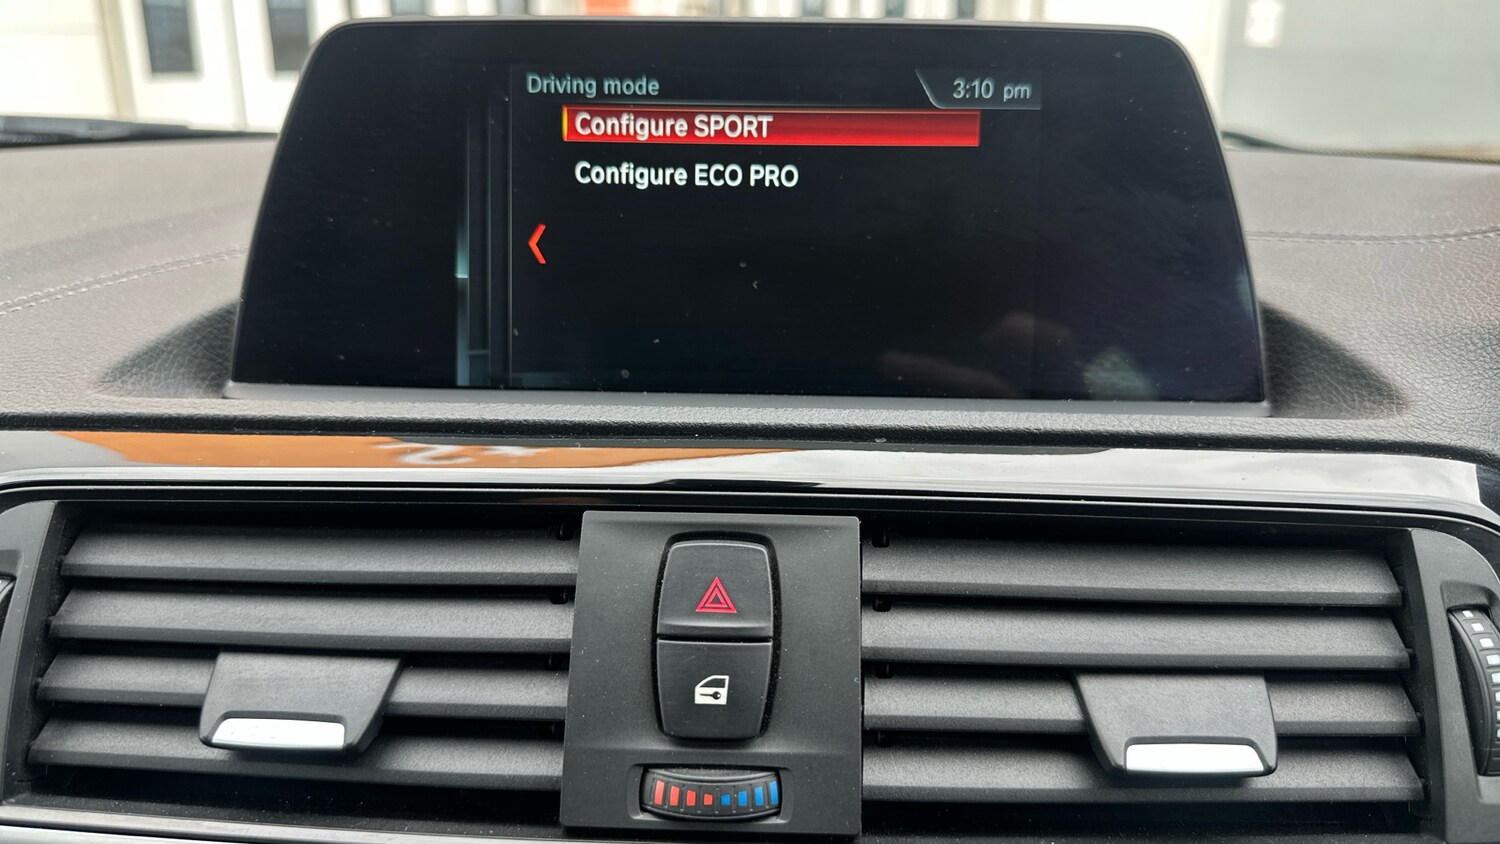 Driving mode
3:10 pm
Configure SPORT
Configure ECO PRO